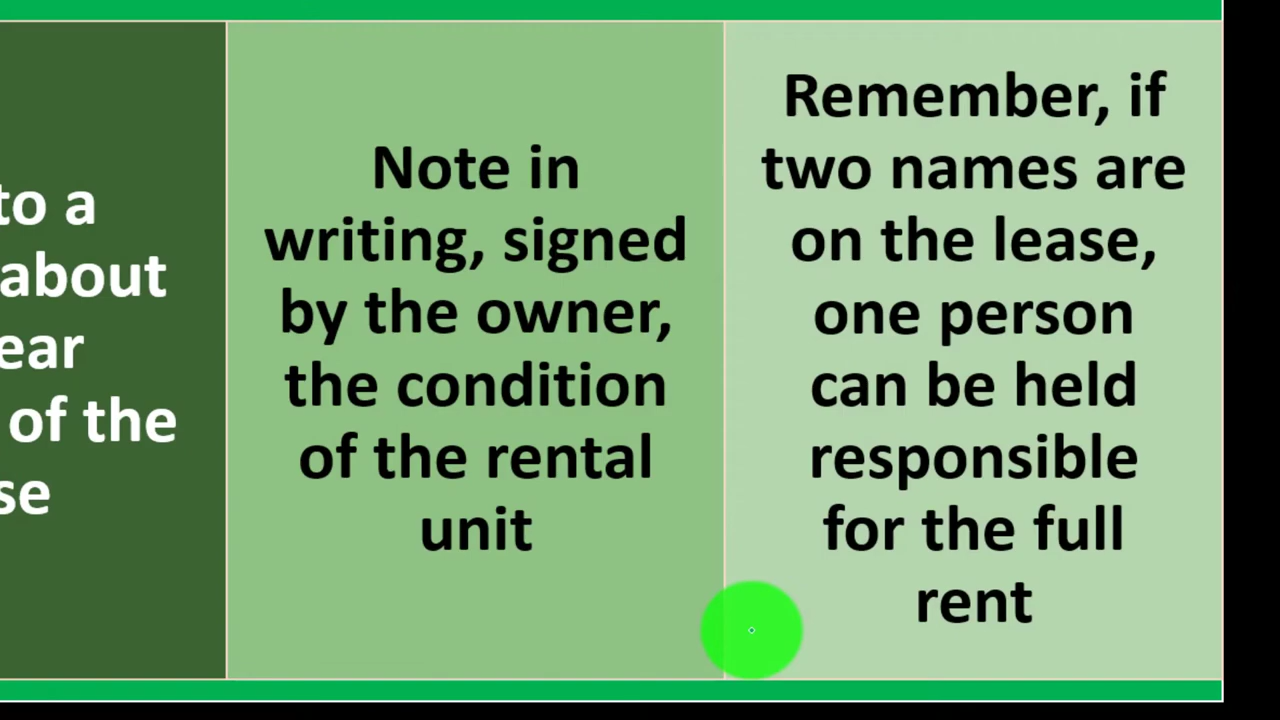 to a
about
ear
of the
se
Note in
writing, signed
by the owner,
the condition
of the rental
unit
Remember, if
two names are
on the lease,
one person
can be held
responsible
for the full
rent